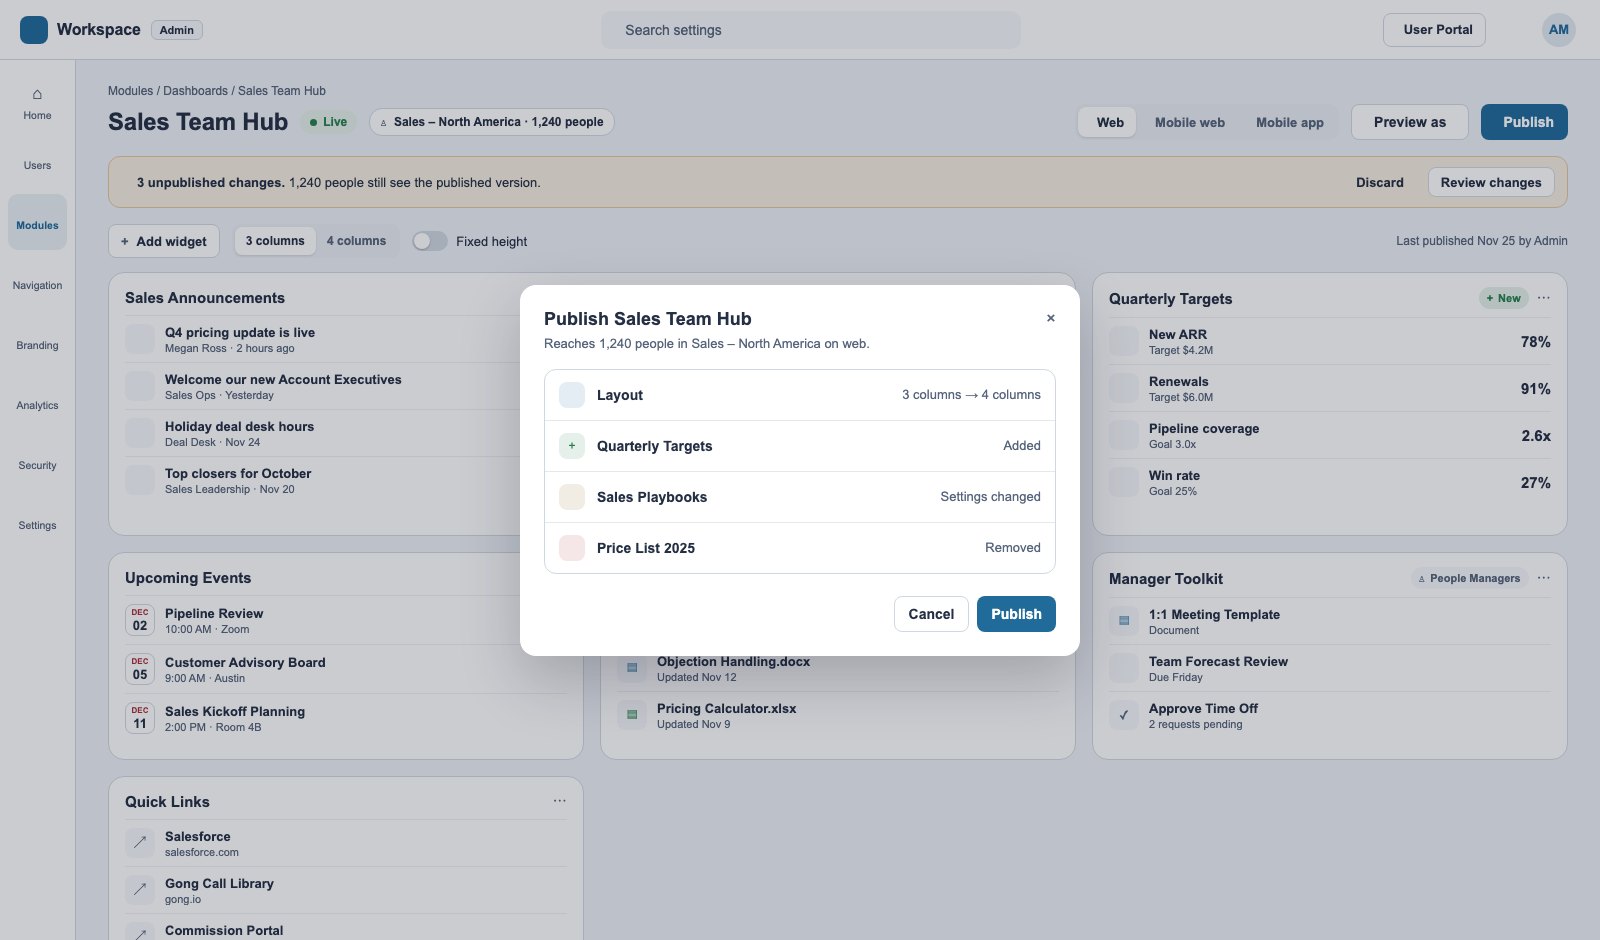 Workspace
Admin
Search settings
User Portal
AM
Home
Users
Modules
Navigation
Branding
Analytics
Security
Settings
Modules / Dashboards / Sales Team Hub
Sales Team Hub
Live
Sales – North America · 1,240 people
Web
Mobile web
Mobile app
Preview as
Publish
3 unpublished changes. 1,240 people still see the published version.
Discard
Review changes
+ Add widget
3 columns
4 columns
Fixed height
Last published Nov 25 by Admin
Sales Announcements
Q4 pricing update is live
Megan Ross · 2 hours ago
Welcome our new Account Executives
Sales Ops · Yesterday
Holiday deal desk hours
Deal Desk · Nov 24
Top closers for October
Sales Leadership · Nov 20
Publish Sales Team Hub
×
Reaches 1,240 people in Sales – North America on web.
Layout
3 columns → 4 columns
+
Quarterly Targets
Added
Sales Playbooks
Settings changed
Price List 2025
Removed
Cancel
Publish
Quarterly Targets
+ New
···
New ARR
Target $4.2M
78%
Renewals
Target $6.0M
91%
Pipeline coverage
Goal 3.0x
2.6x
Win rate
Goal 25%
27%
Upcoming Events
DEC
02
Pipeline Review
10:00 AM · Zoom
DEC
05
Customer Advisory Board
9:00 AM · Austin
DEC
11
Sales Kickoff Planning
2:00 PM · Room 4B
Objection Handling.docx
Updated Nov 12
Pricing Calculator.xlsx
Updated Nov 9
Manager Toolkit
People Managers
···
1:1 Meeting Template
Document
Team Forecast Review
Due Friday
Approve Time Off
2 requests pending
Quick Links
···
Salesforce
salesforce.com
Gong Call Library
gong.io
Commission Portal